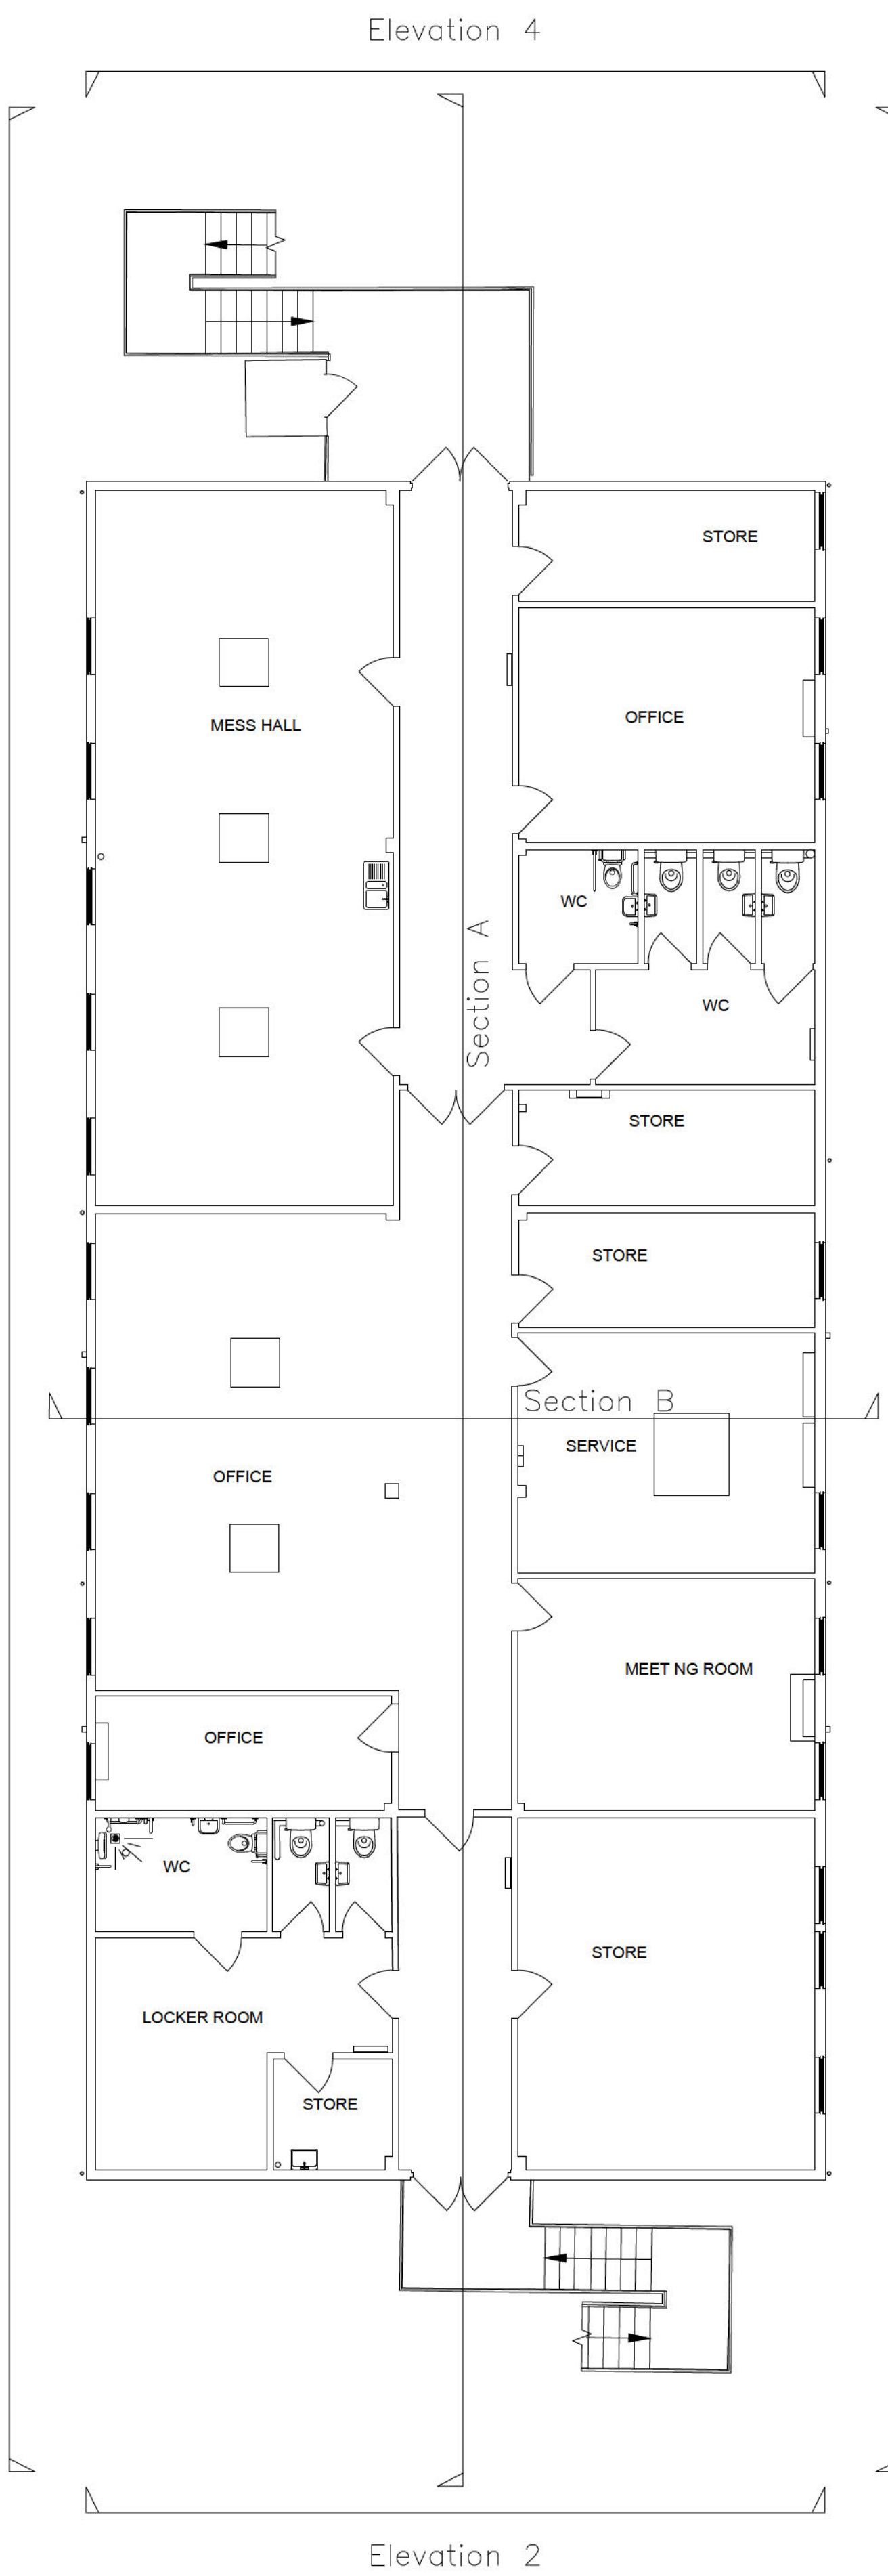 Elevation 4
STORE
OFFICE
MESS HALL
WC
Section A
WC
STORE
STORE
Section B
SERVICE
OFFICE
MEET NG ROOM
OFFICE
WC
STORE
LOCKER ROOM
STORE
Elevation 2